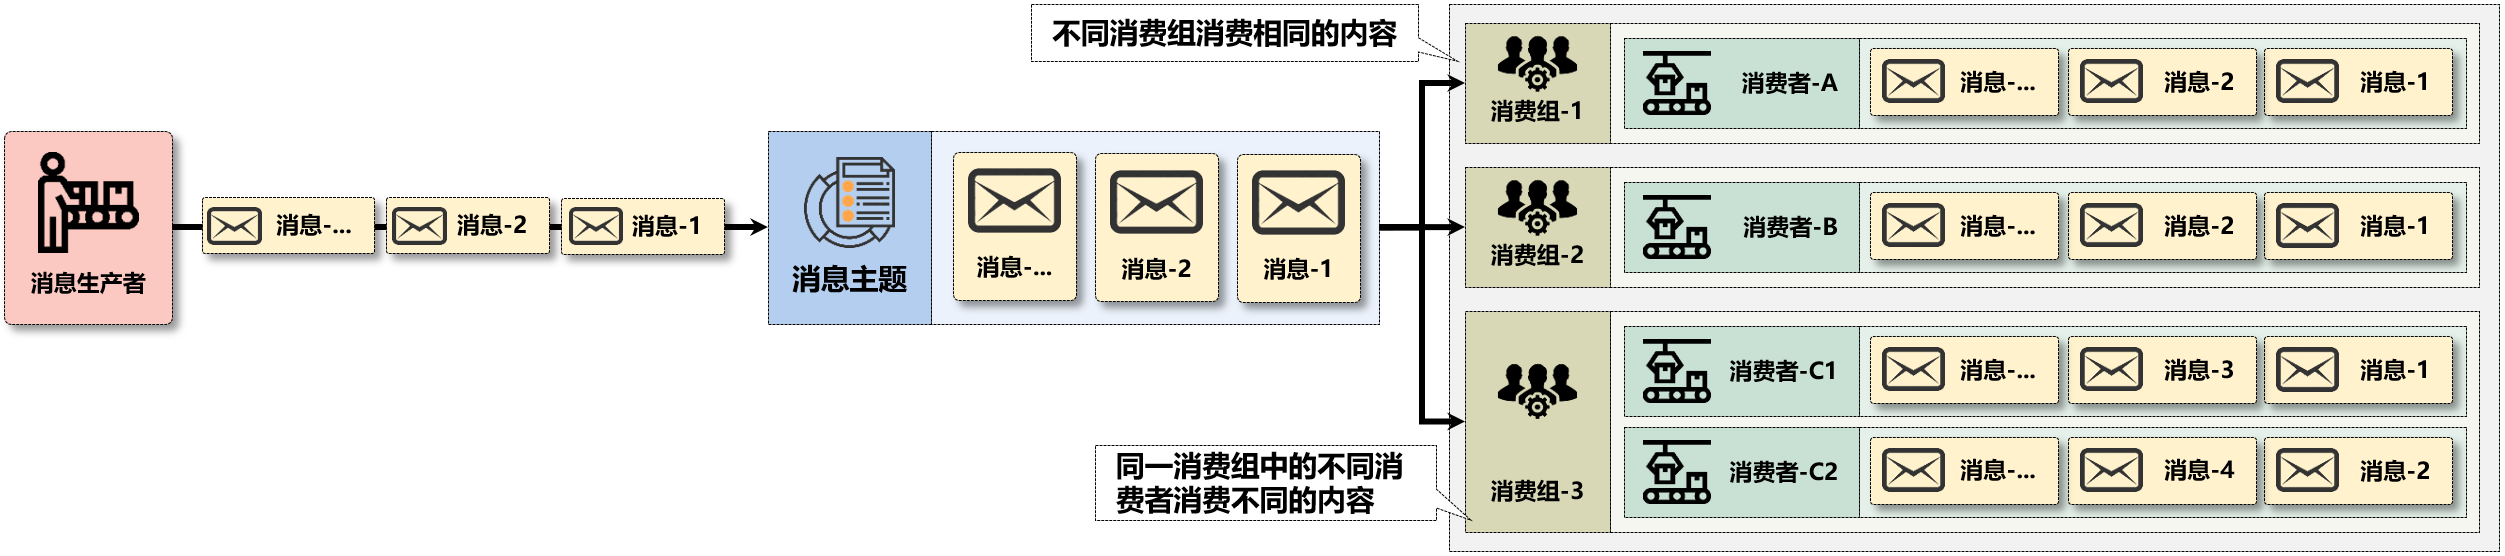 不同消费组消费相同的内容
消息生产者
消息-...
消息-2
消息-1
消息主题
消息-...
消息-2
消息-1
消费组-1
消费者-A
消息-...
消息-2
消息-1
消费组-2
消费者-B
消息-...
消息-2
消息-1
消费组-3
消费者-C1
消息-...
消息-3
消息-1
消费者-C2
消息-...
消息-4
消息-2
同一消费组中的不同消
费者消费不同的内容